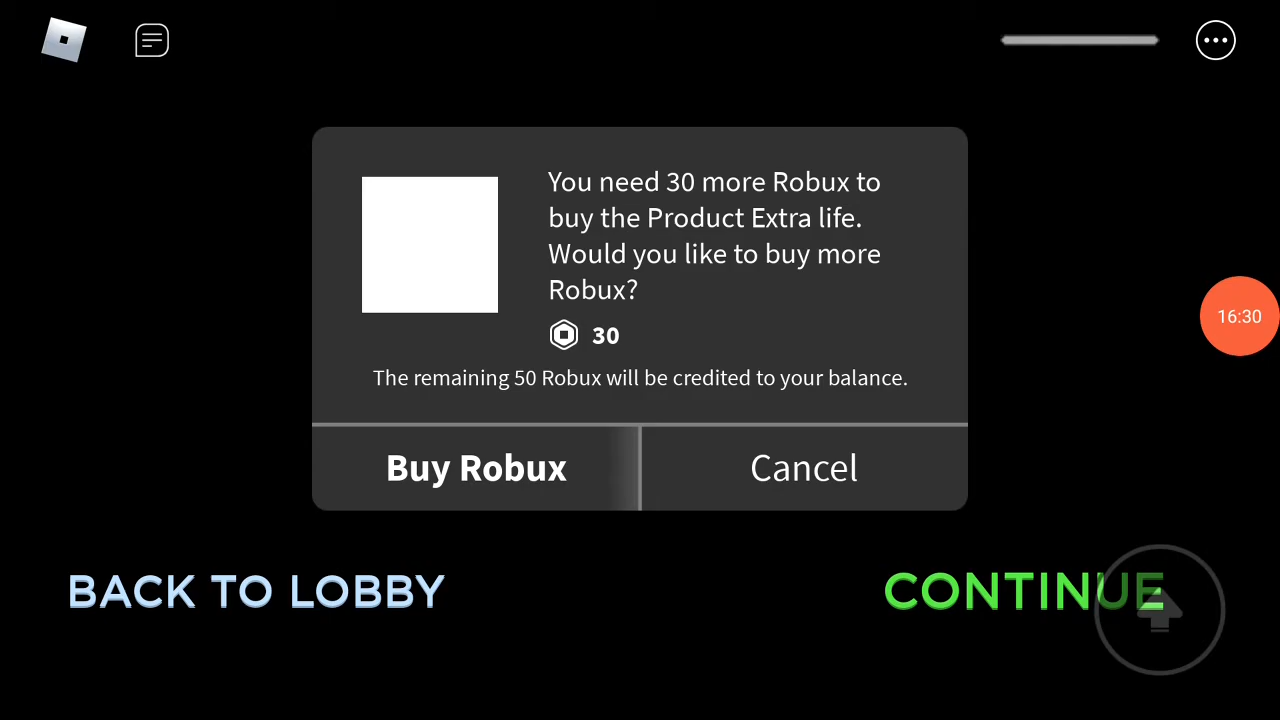 You need 30 more Robux to
buy the Product Extra life.
Would you like to buy more
Robux?
30
The remaining 50 Robux will be credited to your balance.
Buy Robux
Cancel
16:30
BACK TO LOBBY
CONTINUE